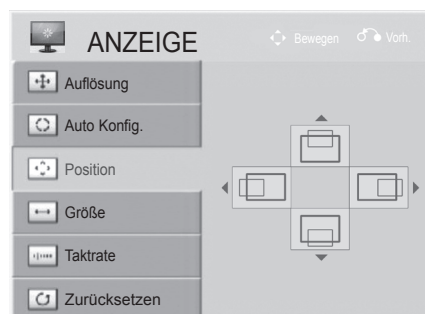 ANZEIGE
Bewegen Vorh.
Auflösung
Auto Konfig.
Position
Größe
Taktrate
Zurücksetzen